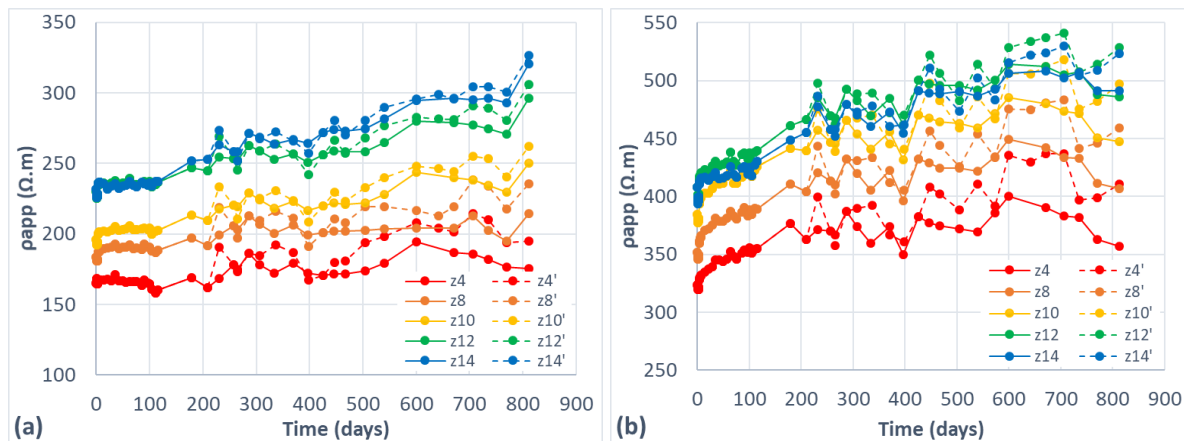 350
300
250
200
150
100
ρapp (Ω.m)
0 100 200 300 400 500 600 700 800 900
Time (days)
(a)
z4 z4'
z8 z8'
z10 z10'
z12 z12'
z14 z14'
550
500
450
400
350
300
250
ρapp (Ω.m)
0 100 200 300 400 500 600 700 800 900
Time (days)
(b)
z4 z4'
z8 z8'
z10 z10'
z12 z12'
z14 z14'